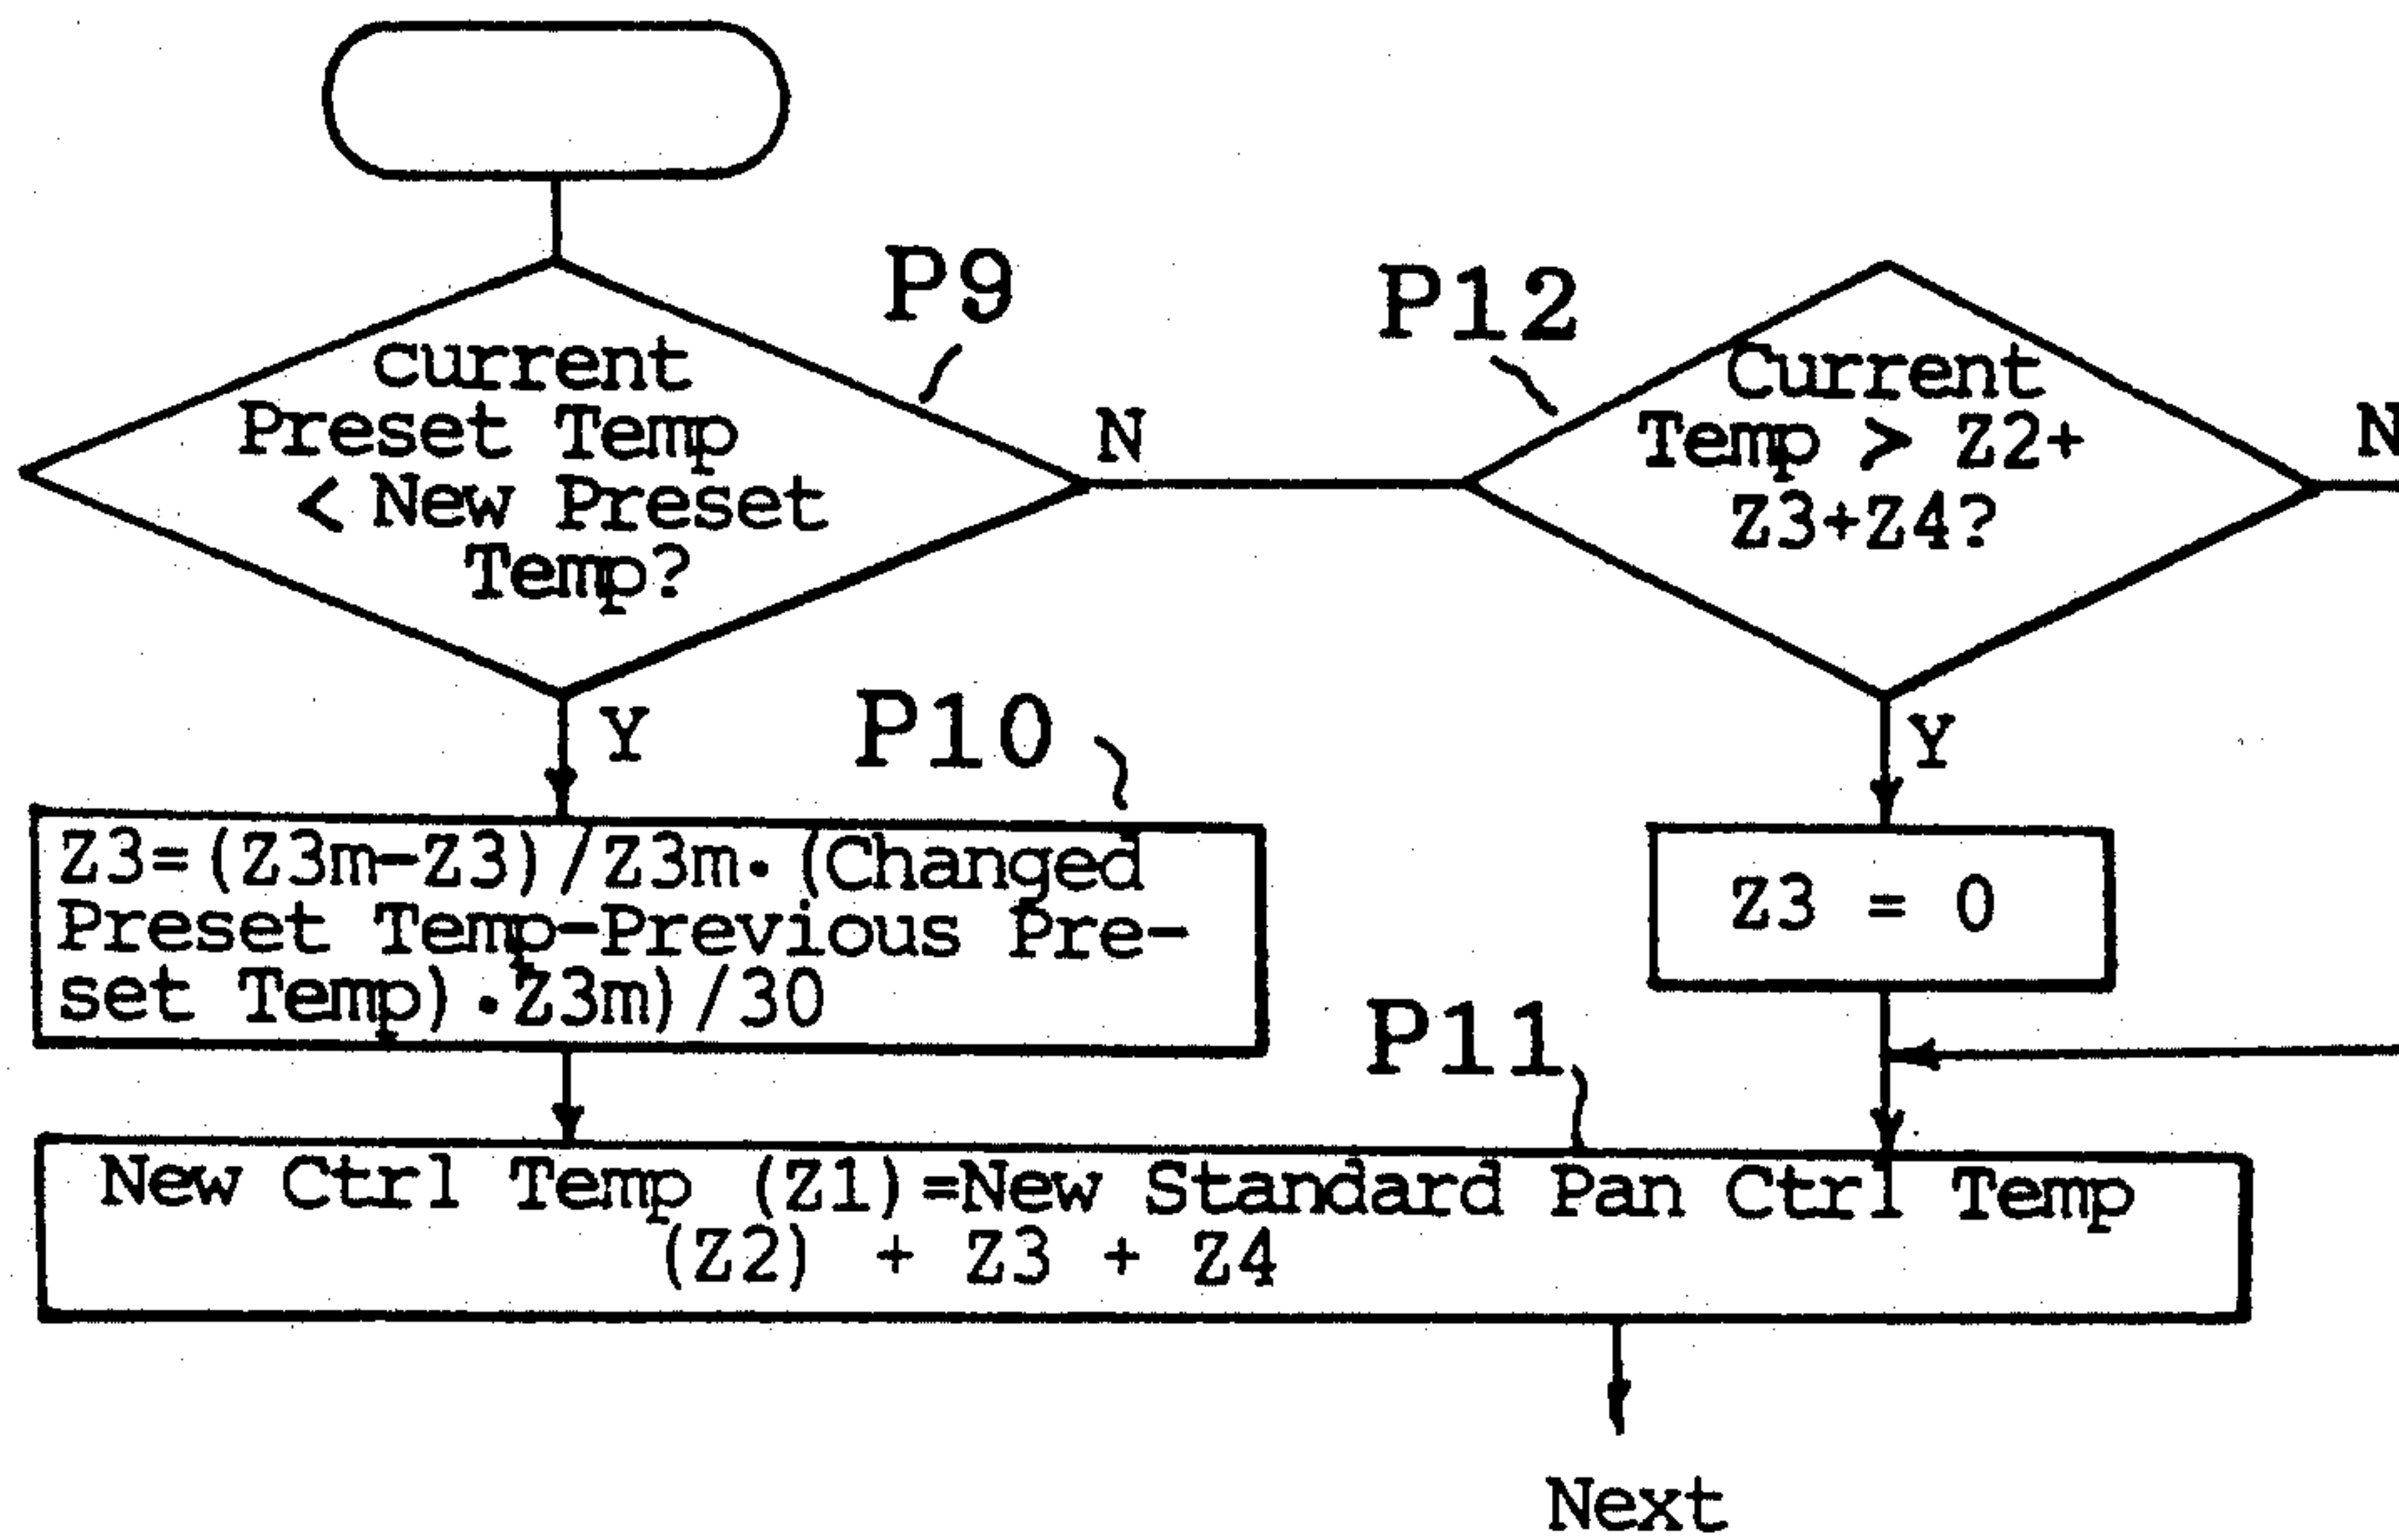 P9
current
Preset Temp
< New Preset
Temp?
N
Y
P12
Current
Temp > Z2+
Z3+Z4?
N
Y
P10
Z3=(Z3m-Z3)/Z3m•(Changed
Preset Temp-Previous Pre-
set Temp)•Z3m)/30
Z3 = 0
P11
New Ctrl Temp (Z1)=New Standard Pan Ctrl Temp
(Z2) + Z3 + Z4
Next